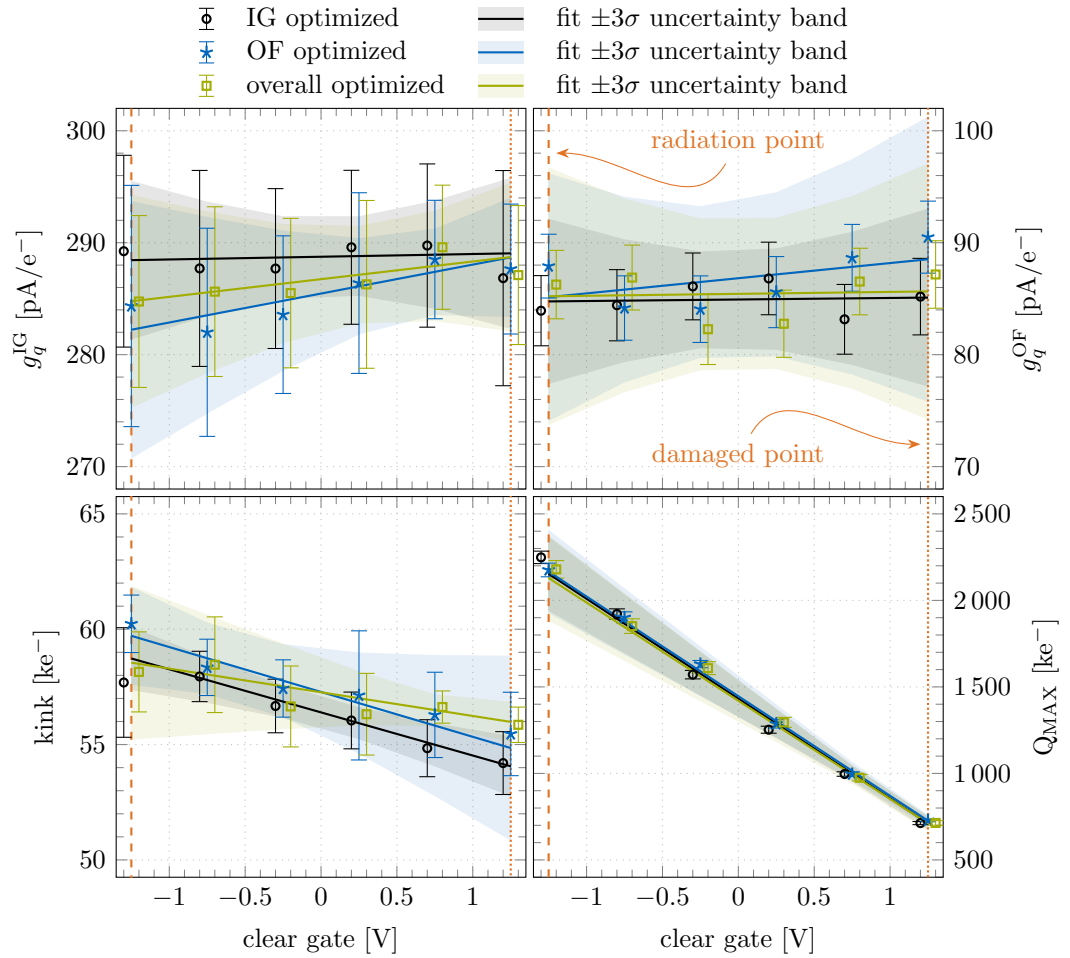 IG optimized fit ±3σ uncertainty band
OF optimized fit ±3σ uncertainty band
overall optimized fit ±3σ uncertainty band
300
290
280
270
g_q^IG [pA/e⁻]
radiation point
damaged point
100
90
80
70
g_q^OF [pA/e⁻]
65
60
55
50
kink [ke⁻]
−1 −0.5 0 0.5 1
clear gate [V]
2 500
2 000
1 500
1 000
500
Q_MAX [ke⁻]
−1 −0.5 0 0.5 1
clear gate [V]